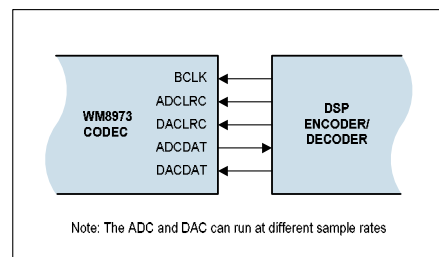 BCLK
ADCLRC
DACLRC
ADCDAT
DACDAT
WM8973
CODEC
DSP
ENCODER/
DECODER
Note: The ADC and DAC can run at different sample rates